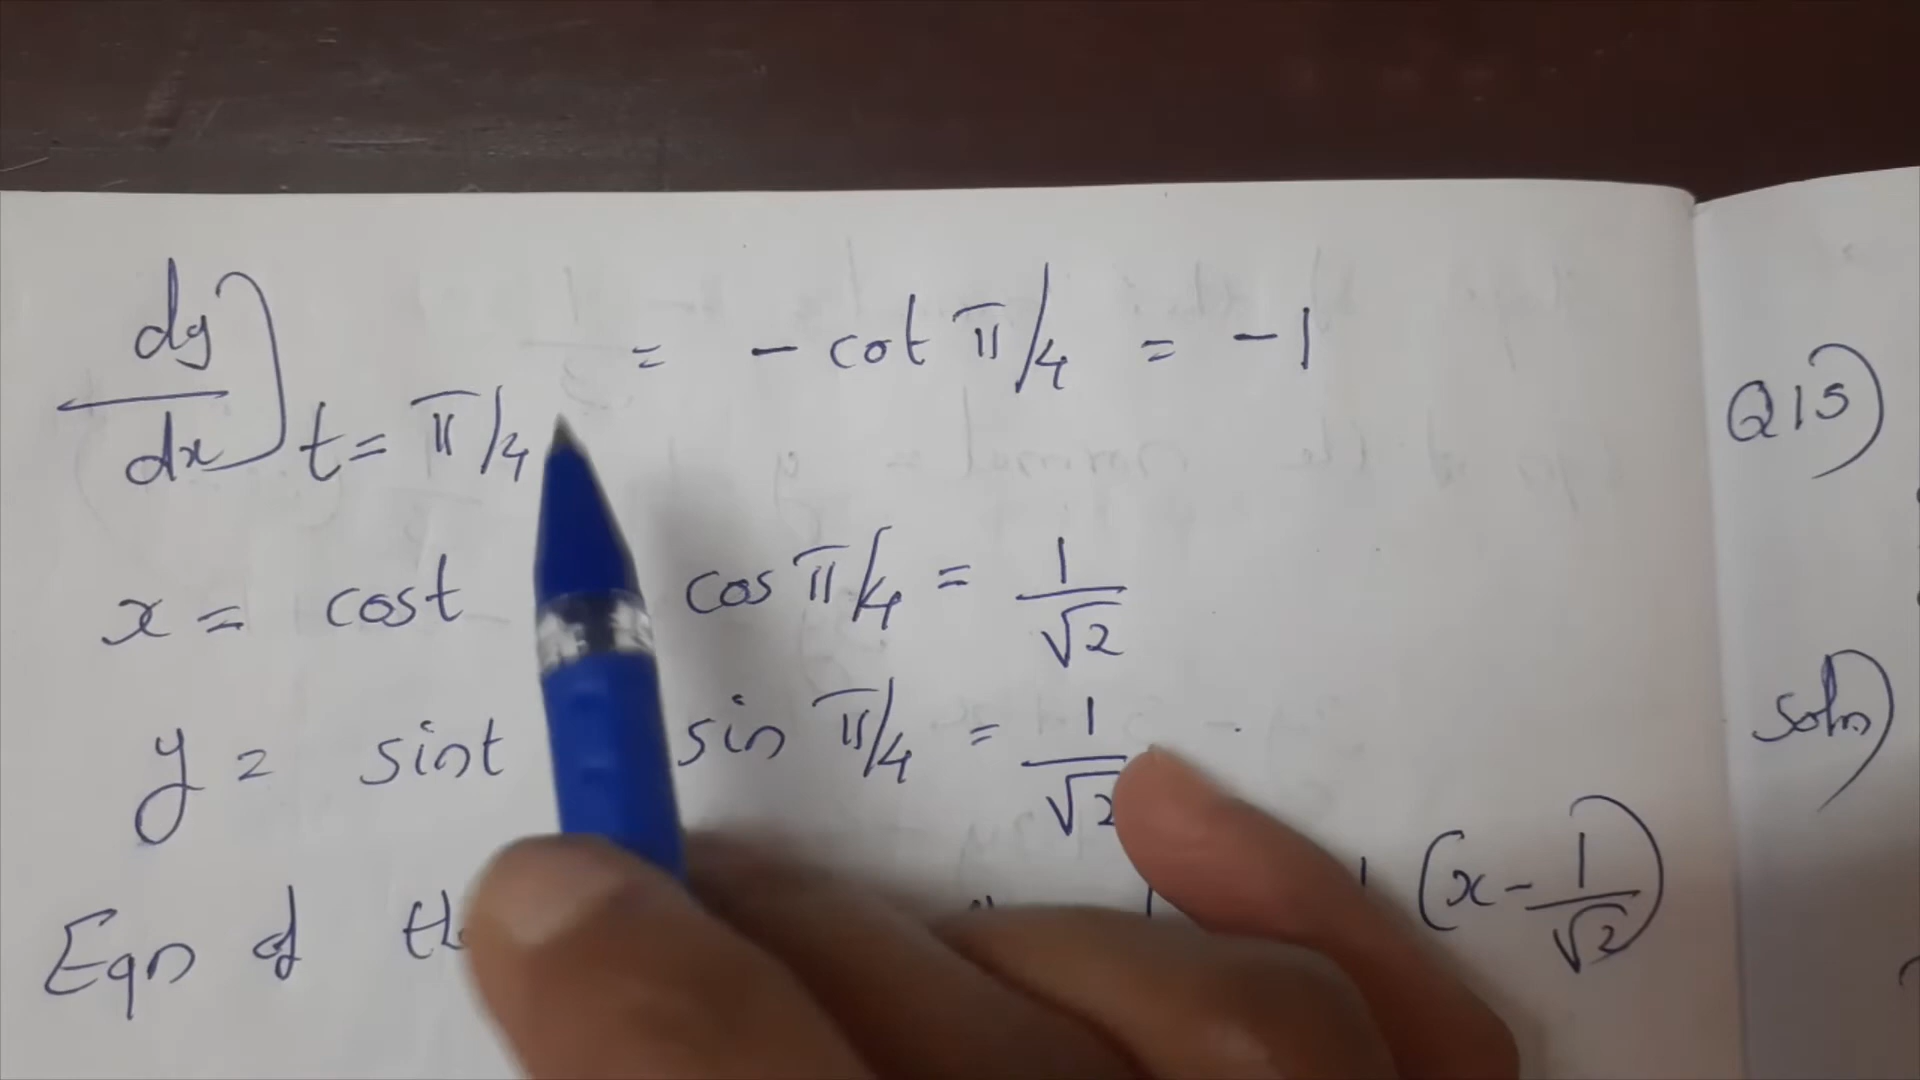 dy/dx)t = π/4 = - cot π/4 = -1
x = cost cos π/4 = 1/√2
y = sint sin π/4 = 1/√2
Eqn of (x - 1/√2)
Q15)
Soln)